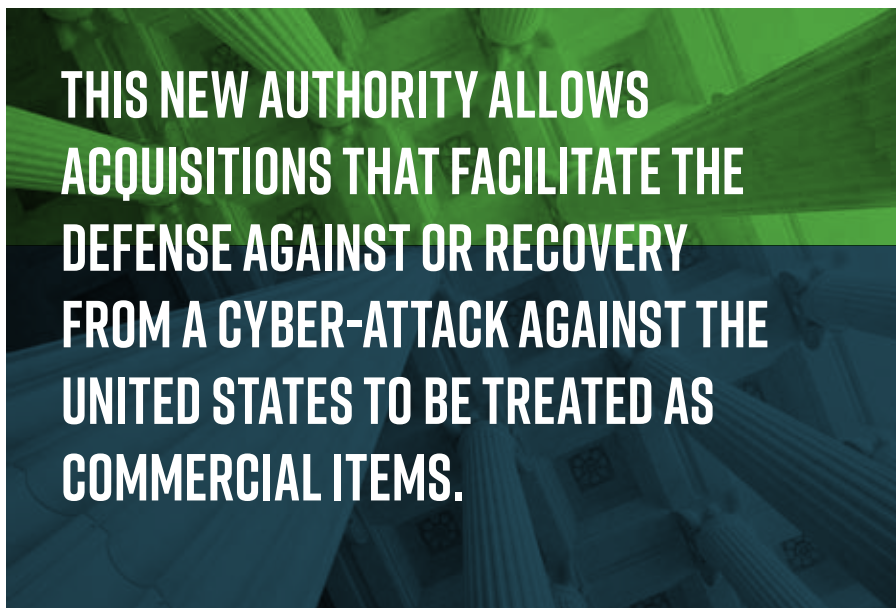 THIS NEW AUTHORITY ALLOWS
ACQUISITIONS THAT FACILITATE THE
DEFENSE AGAINST OR RECOVERY
FROM A CYBER-ATTACK AGAINST THE
UNITED STATES TO BE TREATED AS
COMMERCIAL ITEMS.